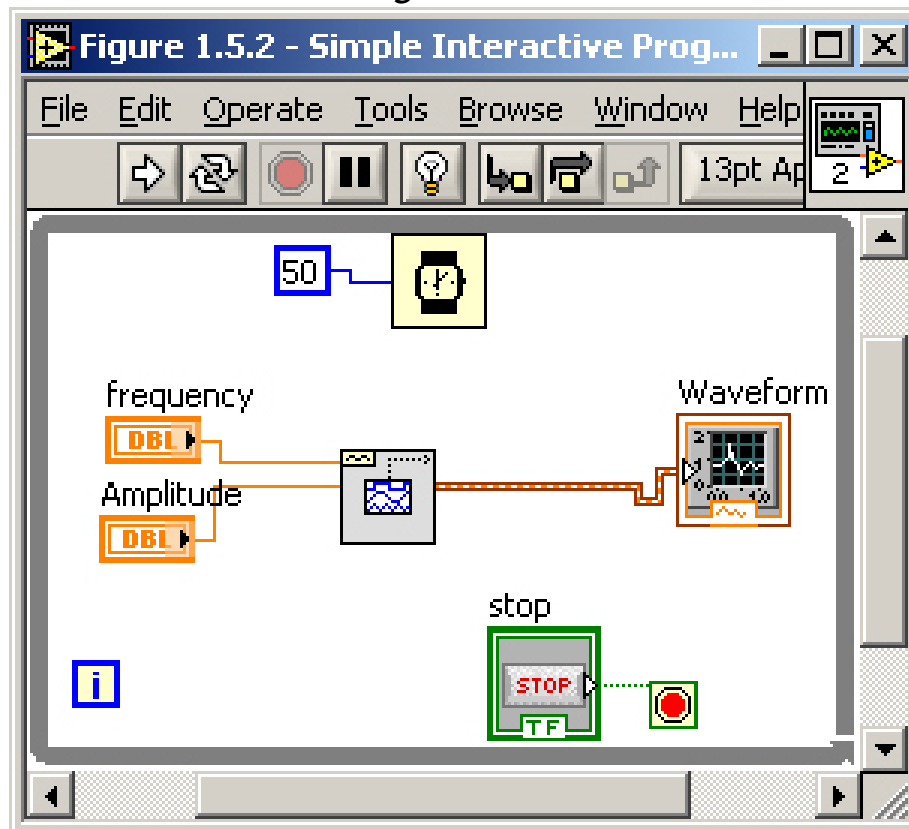 Figure 1.5.2 - Simple Interactive Prog...
File Edit Operate Tools Browse Window Help
13pt Ap
2
50
frequency
DBL
Waveform
Amplitude
DBL
stop
STOP
TF
i